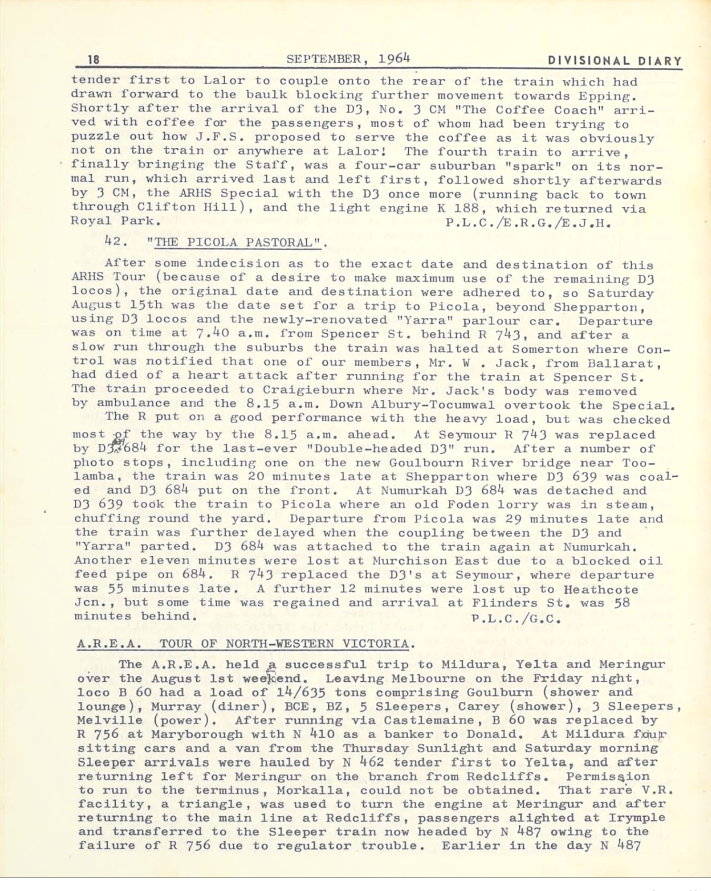 18 SEPTEMBER, 1964 DIVISIONAL DIARY
tender first to Lalor to couple onto the rear of the train which had
drawn forward to the baulk blocking further movement towards Epping.
Shortly after the arrival of the D3, No. 3 CM "The Coffee Coach" arri-
ved with coffee for the passengers, most of whom had been trying to
puzzle out how J.F.S. proposed to serve the coffee as it was obviously
not on the train or anywhere at Lalor! The fourth train to arrive,
finally bringing the Staff, was a four-car suburban "spark" on its nor-
mal run, which arrived last and left first, followed shortly afterwards
by 3 CM, the ARHS Special with the D3 once more (running back to town
through Clifton Hill), and the light engine K 188, which returned via
Royal Park. P.L.C./E.R.G./E.J.H.
42. "THE PICOLA PASTORAL".
After some indecision as to the exact date and destination of this
ARHS Tour (because of a desire to make maximum use of the remaining D3
locos), the original date and destination were adhered to, so Saturday
August 15th was the date set for a trip to Picola, beyond Shepparton,
using D3 locos and the newly-renovated "Yarra" parlour car. Departure
was on time at 7.40 a.m. from Spencer St. behind R 743, and after a
slow run through the suburbs the train was halted at Somerton where Con-
trol was notified that one of our members, Mr. W . Jack, from Ballarat,
had died of a heart attack after running for the train at Spencer St.
The train proceeded to Craigieburn where Mr. Jack's body was removed
by ambulance and the 8.15 a.m. Down Albury-Tocumwal overtook the Special.
The R put on a good performance with the heavy load, but was checked
most of the way by the 8.15 a.m. ahead. At Seymour R 743 was replaced
by D3 684 for the last-ever "Double-headed D3" run. After a number of
photo stops, including one on the new Goulbourn River bridge near Too-
lamba, the train was 20 minutes late at Shepparton where D3 639 was coal-
ed and D3 684 put on the front. At Numurkah D3 684 was detached and
D3 639 took the train to Picola where an old Foden lorry was in steam,
chuffing round the yard. Departure from Picola was 29 minutes late and
the train was further delayed when the coupling between the D3 and
"Yarra" parted. D3 684 was attached to the train again at Numurkah.
Another eleven minutes were lost at Murchison East due to a blocked oil
feed pipe on 684. R 743 replaced the D3's at Seymour, where departure
was 55 minutes late. A further 12 minutes were lost up to Heathcote
Jcn., but some time was regained and arrival at Flinders St. was 58
minutes behind. P.L.C./G.C.
A.R.E.A. TOUR OF NORTH-WESTERN VICTORIA.
The A.R.E.A. held a successful trip to Mildura, Yelta and Meringur
over the August 1st weekend. Leaving Melbourne on the Friday night,
loco B 60 had a load of 14/635 tons comprising Goulburn (shower and
lounge), Murray (diner), BCE, BZ, 5 Sleepers, Carey (shower), 3 Sleepers,
Melville (power). After running via Castlemaine, B 60 was replaced by
R 756 at Maryborough with N 410 as a banker to Donald. At Mildura four
sitting cars and a van from the Thursday Sunlight and Saturday morning
Sleeper arrivals were hauled by N 462 tender first to Yelta, and after
returning left for Meringur on the branch from Redcliffs. Permission
to run to the terminus, Morkalla, could not be obtained. That rare V.R.
facility, a triangle, was used to turn the engine at Meringur and after
returning to the main line at Redcliffs, passengers alighted at Irymple
and transferred to the Sleeper train now headed by N 487 owing to the
failure of R 756 due to regulator trouble. Earlier in the day N 487